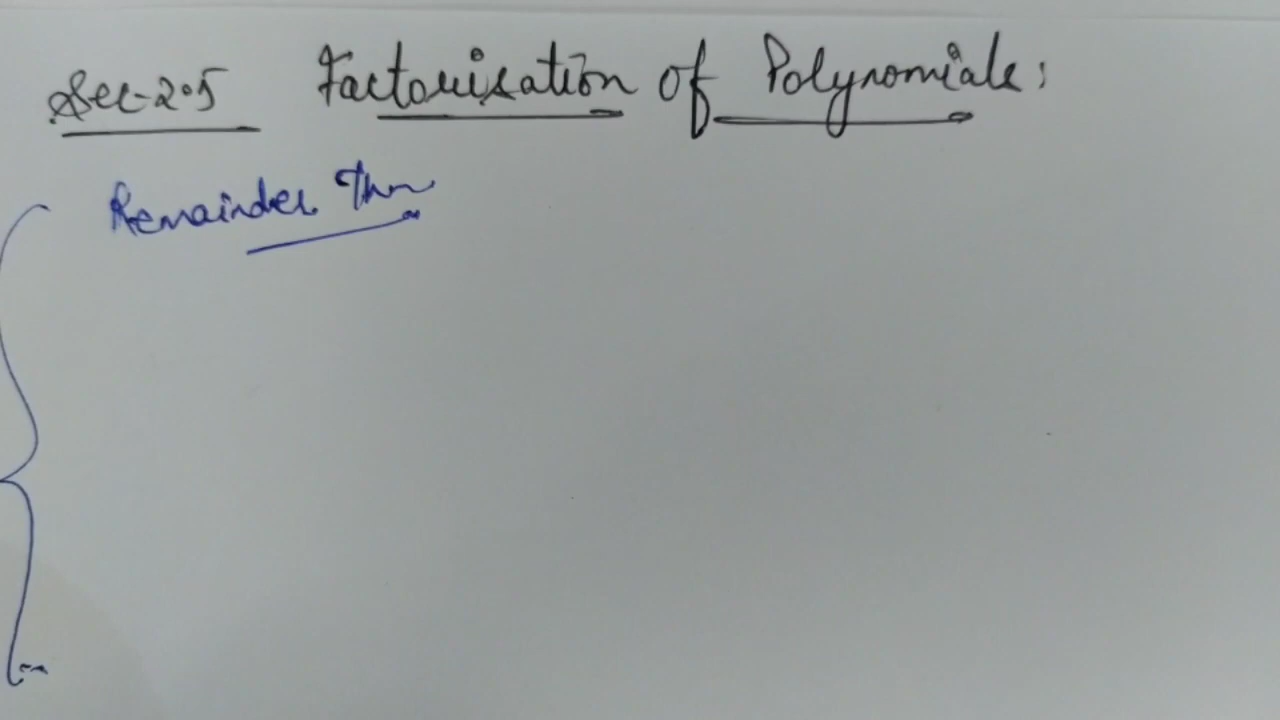 Sec-2.5 Factorisation of Polynomials:
Remainder Thm